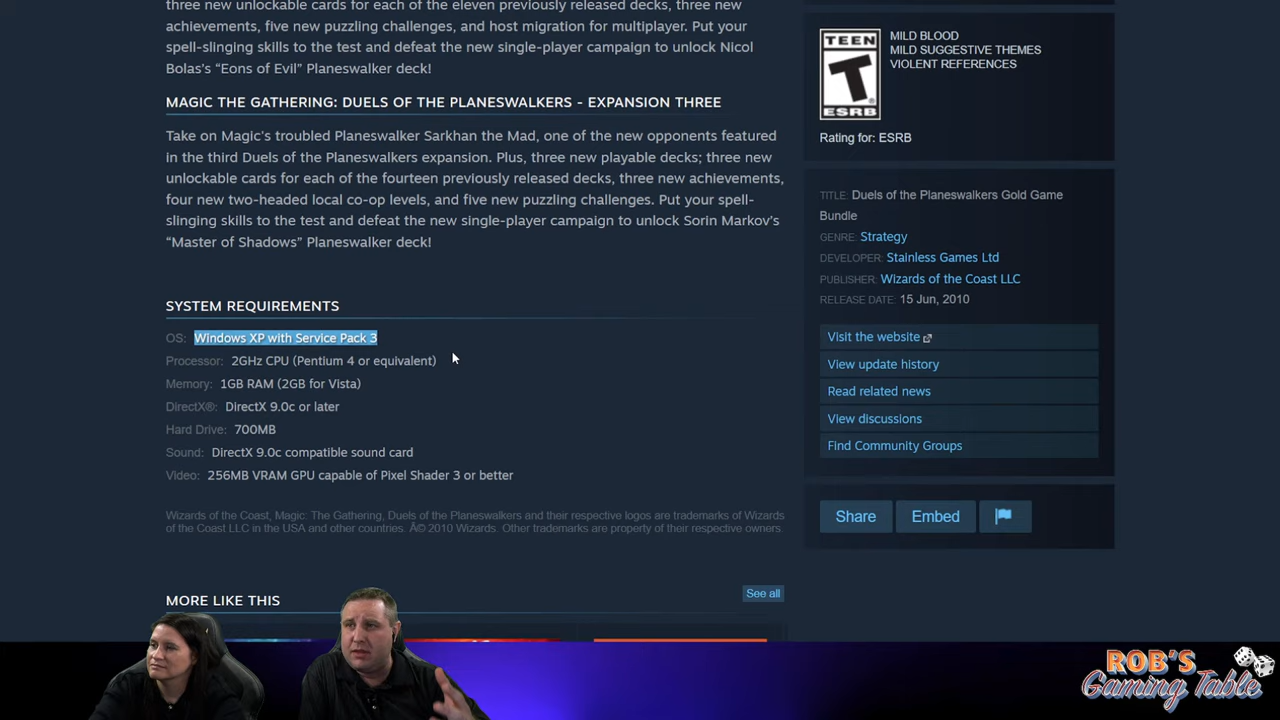 three new unlockable cards for each of the eleven previously released decks, three new
achievements, five new puzzling challenges, and host migration for multiplayer. Put your
spell-slinging skills to the test and defeat the new single-player campaign to unlock Nicol
Bolas's “Eons of Evil” Planeswalker deck!
MAGIC THE GATHERING: DUELS OF THE PLANESWALKERS - EXPANSION THREE
Take on Magic's troubled Planeswalker Sarkhan the Mad, one of the new opponents featured
in the third Duels of the Planeswalkers expansion. Plus, three new playable decks; three new
unlockable cards for each of the fourteen previously released decks, three new achievements,
four new two-headed local co-op levels, and five new puzzling challenges. Put your spell-
slinging skills to the test and defeat the new single-player campaign to unlock Sorin Markov's
“Master of Shadows” Planeswalker deck!
SYSTEM REQUIREMENTS
OS: Windows XP with Service Pack 3
Processor: 2GHz CPU (Pentium 4 or equivalent)
Memory: 1GB RAM (2GB for Vista)
DirectX®: DirectX 9.0c or later
Hard Drive: 700MB
Sound: DirectX 9.0c compatible sound card
Video: 256MB VRAM GPU capable of Pixel Shader 3 or better
Wizards of the Coast, Magic: The Gathering, Duels of the Planeswalkers and their respective logos are trademarks of Wizards
of the Coast LLC in the USA and other countries. Â© 2010 Wizards. Other trademarks are property of their respective owners.
MORE LIKE THIS
See all
TEEN
T
ESRB
MILD BLOOD
MILD SUGGESTIVE THEMES
VIOLENT REFERENCES
Rating for: ESRB
TITLE: Duels of the Planeswalkers Gold Game
Bundle
GENRE: Strategy
DEVELOPER: Stainless Games Ltd
PUBLISHER: Wizards of the Coast LLC
RELEASE DATE: 15 Jun, 2010
Visit the website
View update history
Read related news
View discussions
Find Community Groups
Share
Embed
ROB'S
Gaming Table